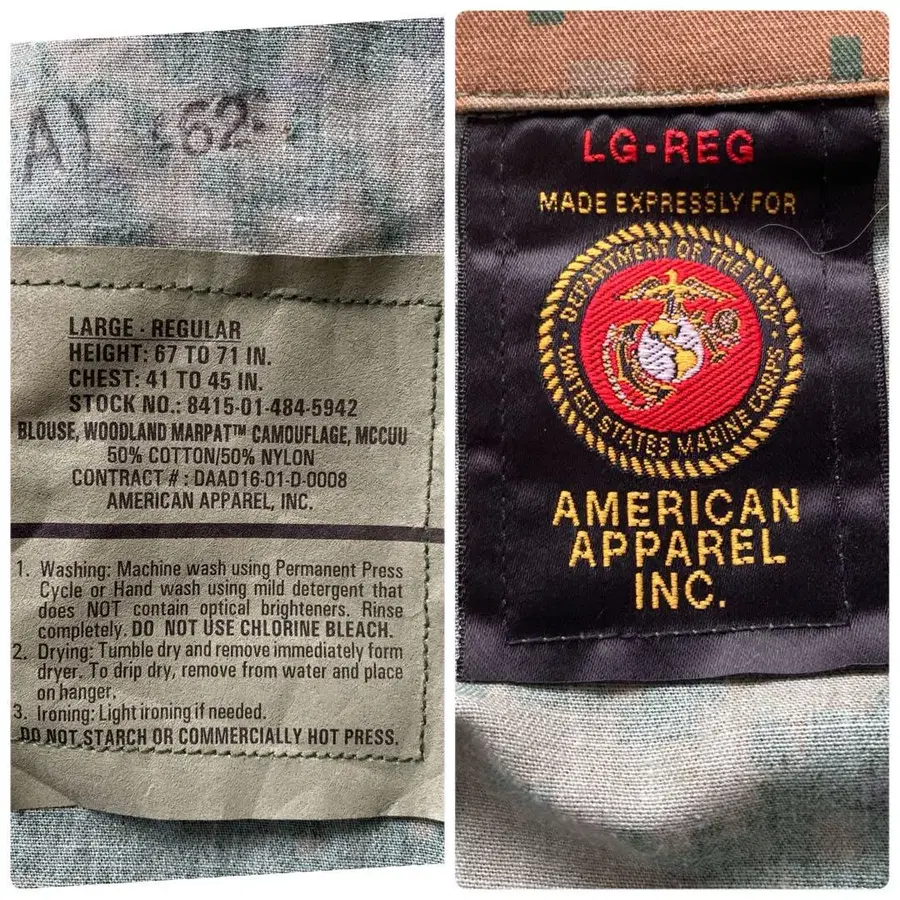 A) 62
LARGE - REGULAR
HEIGHT: 67 TO 71 IN.
CHEST: 41 TO 45 IN.
STOCK NO.: 8415-01-484-5942
BLOUSE, WOODLAND MARPAT™ CAMOUFLAGE, MCCUU
50% COTTON/50% NYLON
CONTRACT # : DAAD16-01-D-0008
AMERICAN APPAREL, INC.
1. Washing: Machine wash using Permanent Press
Cycle or Hand wash using mild detergent that
does NOT contain optical brighteners. Rinse
completely. DO NOT USE CHLORINE BLEACH.
2. Drying: Tumble dry and remove immediately form
dryer. To drip dry, remove from water and place
on hanger.
3. Ironing: Light ironing if needed.
DO NOT STARCH OR COMMERCIALLY HOT PRESS.
LG·REG
MADE EXPRESSLY FOR
DEPARTMENT OF THE NAVY
UNITED STATES MARINE CORPS
AMERICAN
APPAREL
INC.